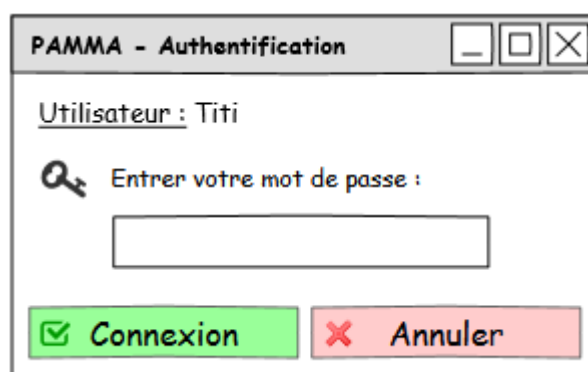 PAMMA - Authentification
Utilisateur : Titi
Entrer votre mot de passe :
Connexion
Annuler